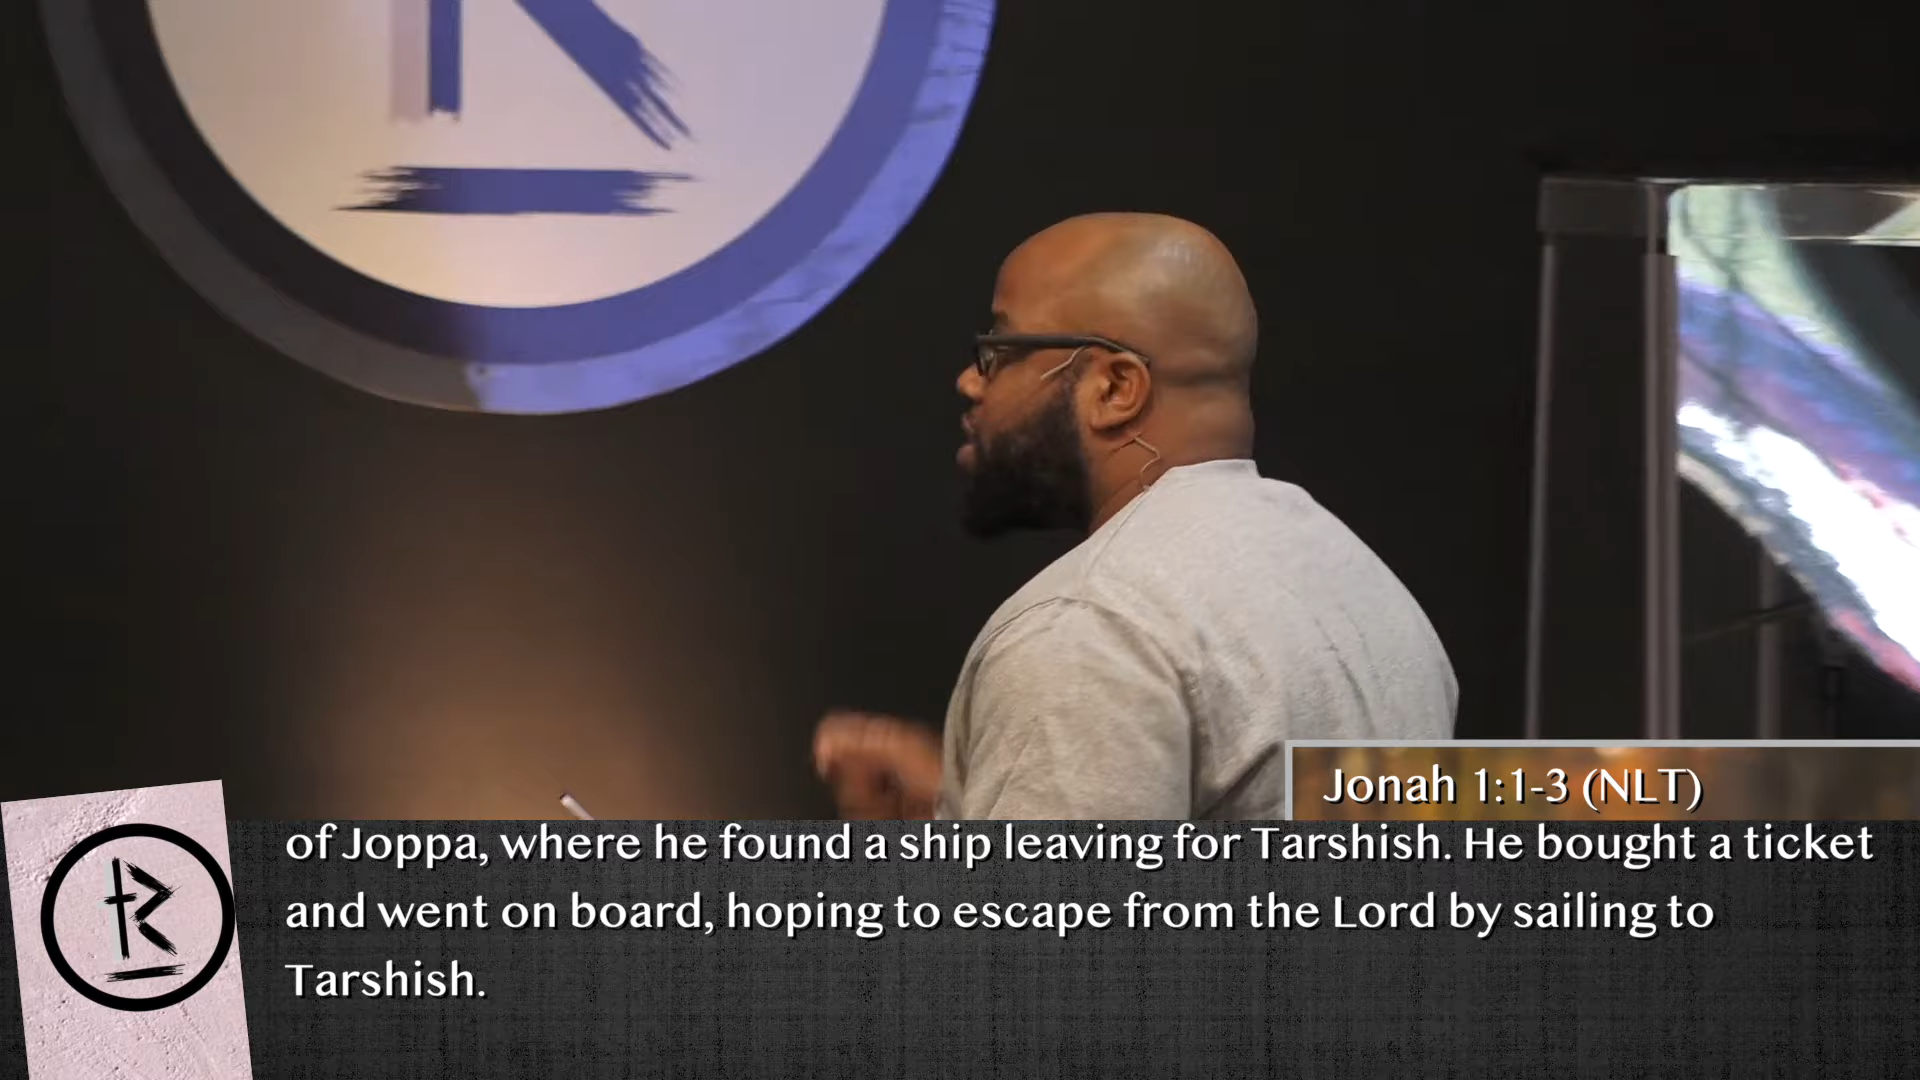 Jonah 1:1-3 (NLT)
of Joppa, where he found a ship leaving for Tarshish. He bought a ticket
and went on board, hoping to escape from the Lord by sailing to
Tarshish.